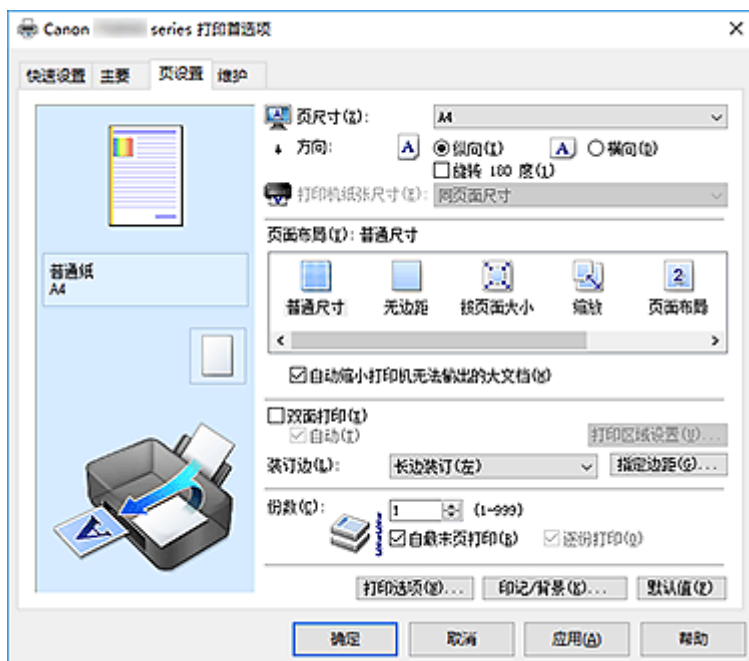 Canon series 打印首选项
快速设置 主要 页设置 维护
页尺寸(Z): A4
方向: A 纵向(I) A 横向(D)
旋转 180 度(1)
打印机纸张尺寸(E): 同页面尺寸
页面布局(T): 普通尺寸
普通纸
A4
普通尺寸 无边距 按页面大小 缩放 页面布局
自动缩小打印机无法输出的大文档(W)
双面打印(X)
自动(T) 打印区域设置(U)...
装订边(L): 长边装订(左) 指定边距(G)...
份数(C): 1 (1-999)
自最末页打印(B) 逐份打印(O)
打印选项(N)... 印记/背景(K)... 默认值(F)
确定 取消 应用(A) 帮助